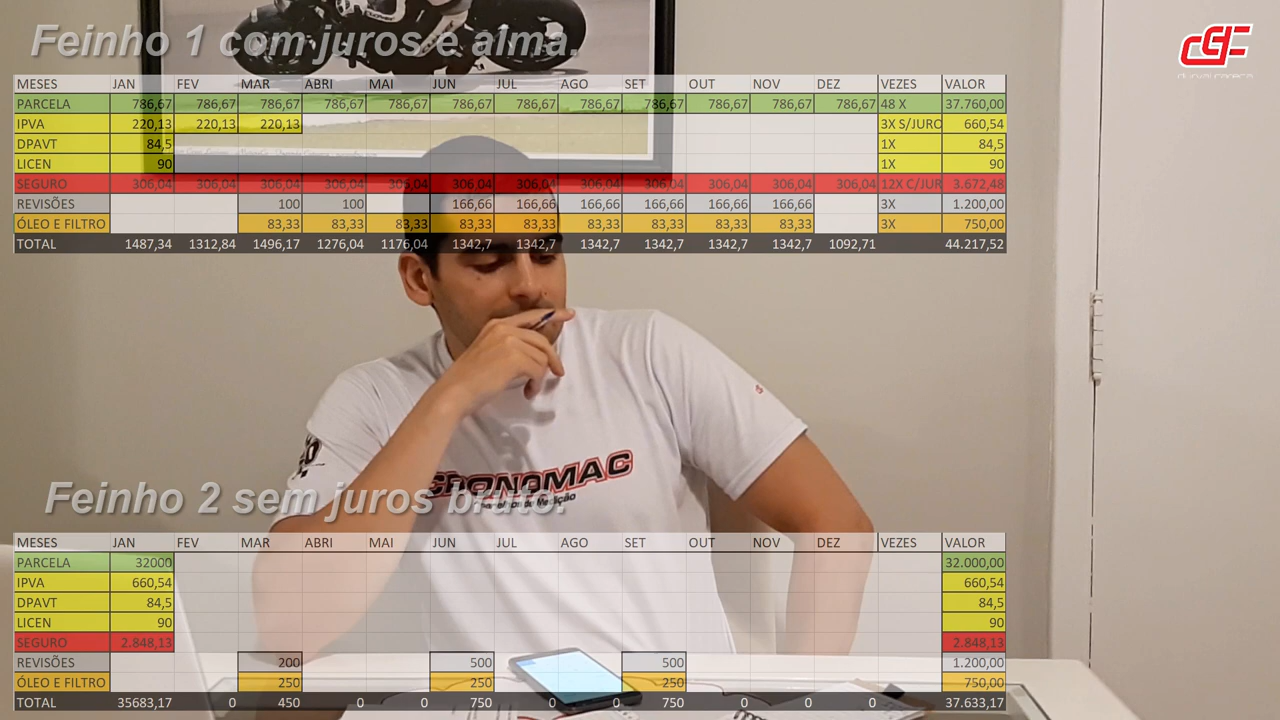 Feinho 1 com juros e alma.
MESES JAN FEV MAR ABRI MAI JUN JUL AGO SET OUT NOV DEZ VEZES VALOR
PARCELA 786,67 786,67 786,67 786,67 786,67 786,67 786,67 786,67 786,67 786,67 786,67 786,67 48 X 37.760,00
IPVA 220,13 220,13 220,13 3X S/JURO 660,54
DPAVT 84,5 1X 84,5
LICEN 90 1X 90
SEGURO 306,04 306,04 306,04 306,04 306,04 306,04 306,04 306,04 306,04 306,04 306,04 306,04 12X C/JUR 3.672,48
REVISÕES 100 100 166,66 166,66 166,66 166,66 166,66 166,66 3X 1.200,00
ÓLEO E FILTRO 83,33 83,33 83,33 83,33 83,33 83,33 83,33 83,33 83,33 3X 750,00
TOTAL 1487,34 1312,84 1496,17 1276,04 1176,04 1342,7 1342,7 1342,7 1342,7 1342,7 1342,7 1092,71 44.217,52
CRONOMAC
Feinho 2 sem juros bruto.
MESES JAN FEV MAR ABRI MAI JUN JUL AGO SET OUT NOV DEZ VEZES VALOR
PARCELA 32000 32.000,00
IPVA 660,54 660,54
DPAVT 84,5 84,5
LICEN 90 90
SEGURO 2.848,13 2.848,13
REVISÕES 200 500 500 1.200,00
ÓLEO E FILTRO 250 250 250 750,00
TOTAL 35683,17 0 450 0 0 750 0 0 750 0 0 0 37.633,17